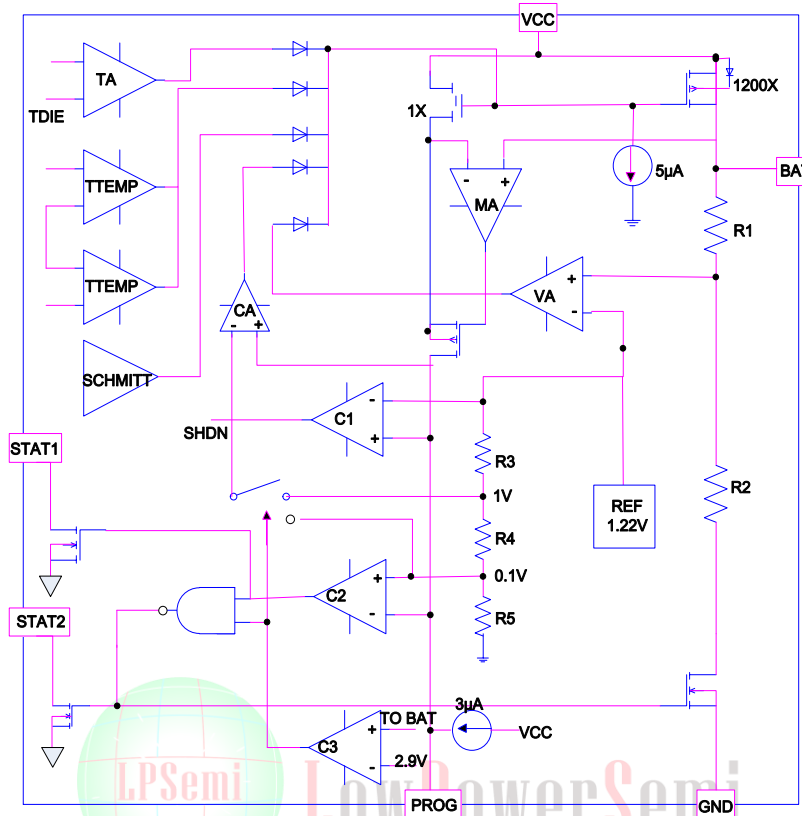 VCC
TA
TDIE
1X
1200X
TTEMP
- +
MA
5µA
BAT
R1
TTEMP
CA
- +
VA
+
-
SCHMITT
C1
-
+
SHDN
R3
STAT1
1V
R2
REF
1.22V
R4
0.1V
C2
+
-
R5
STAT2
3µA
TO BAT
C3
+
-
2.9V
VCC
LPSemi
LowPowerSemi
PROG
GND